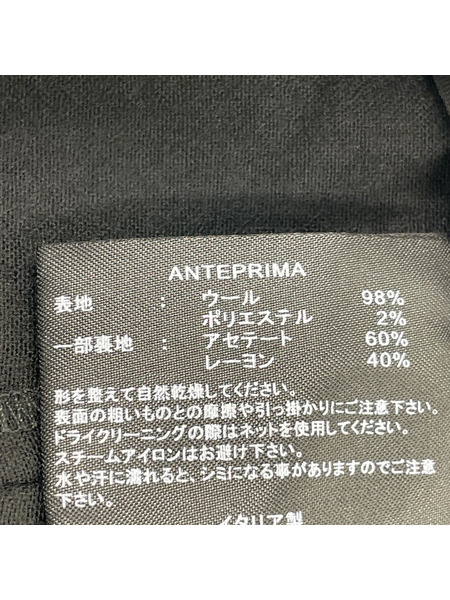 ANTEPRIMA
表地 : ウール 98%
ポリエステル 2%
一部裏地 : アセテート 60%
レーヨン 40%
形を整えて自然乾燥してください。
表面の粗いものとの摩擦や引っ掛かりにご注意下さい。
ドライクリーニングの際はネットを使用してください。
スチームアイロンはお避け下さい。
水や汗に濡れると、シミになる事がありますのでご注意
下さい。
イタリア製